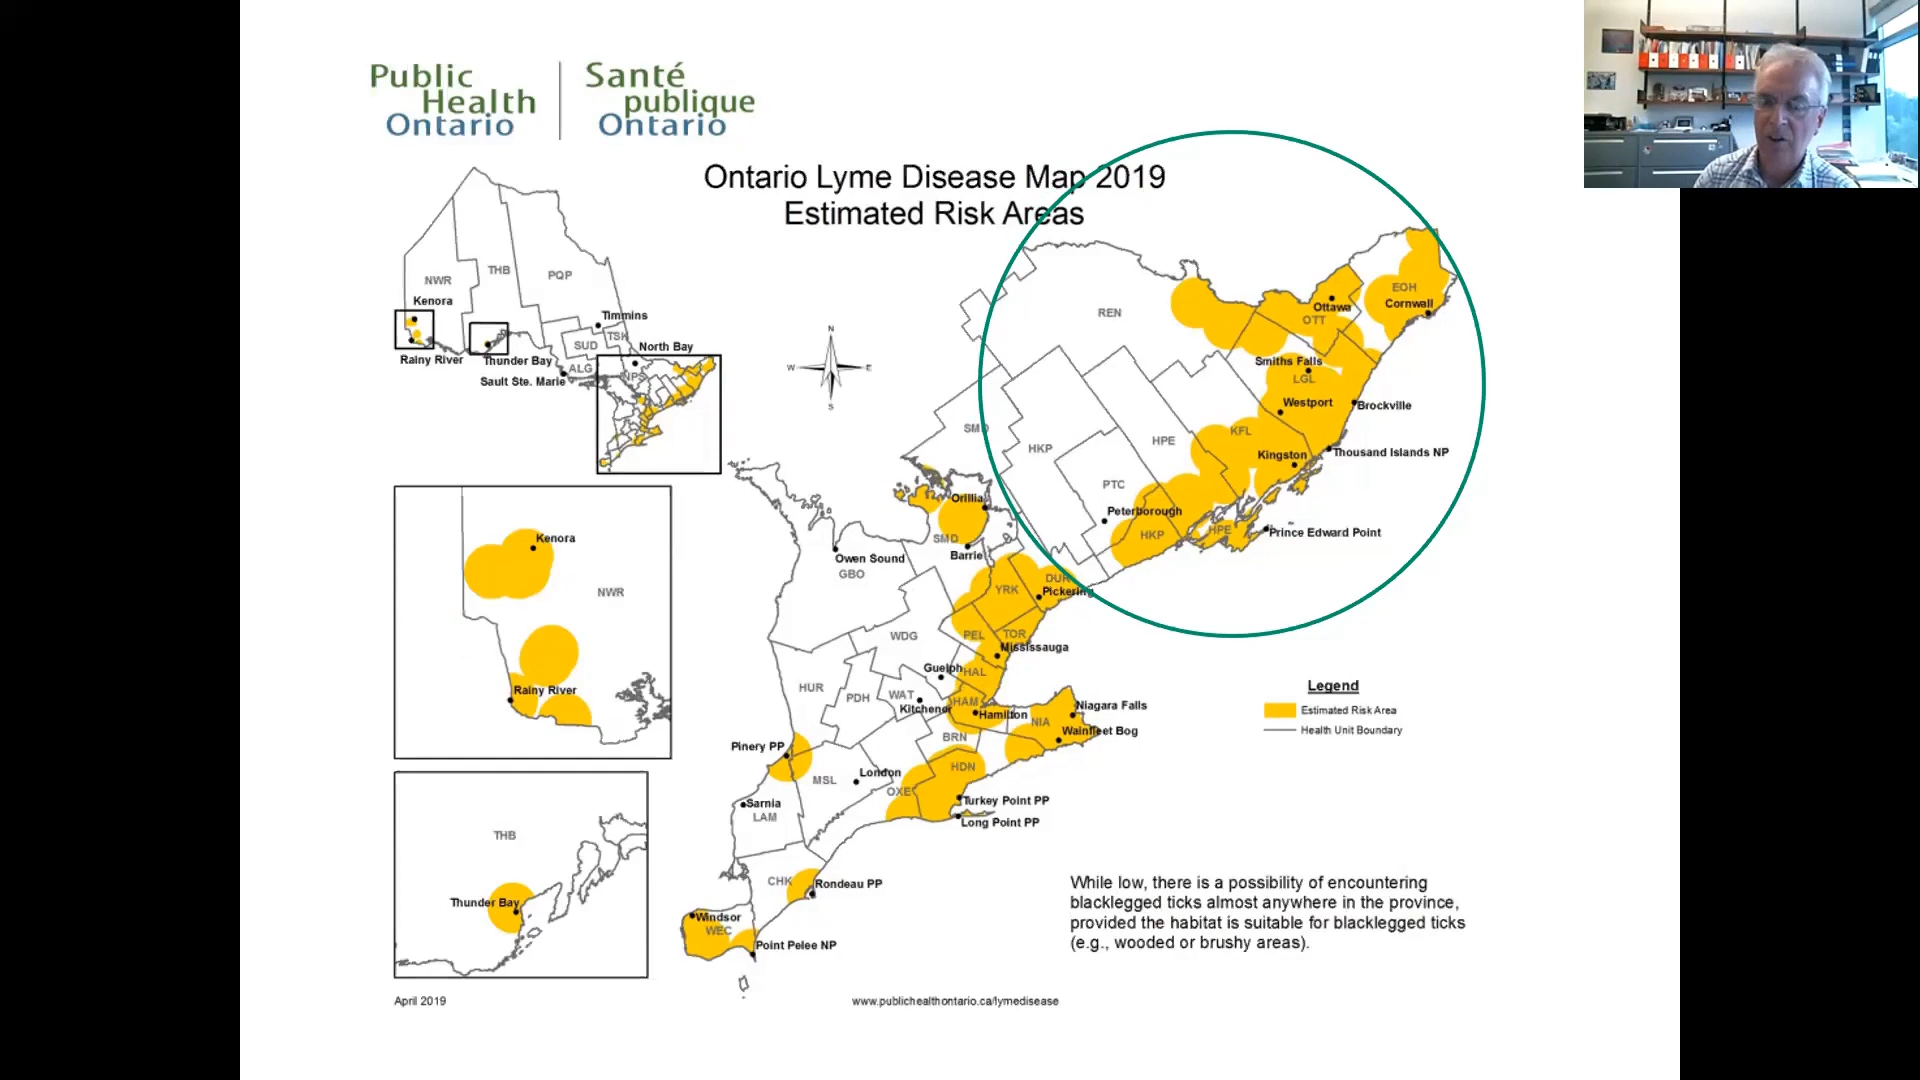 Public
Health
Ontario
Santé
publique
Ontario
Ontario Lyme Disease Map 2019
Estimated Risk Areas
NWR
THB
PQP
Kenora
Timmins
TSK
SUD
North Bay
Rainy River
Thunder Bay
ALG
NPS
Sault Ste. Marie
N
W
E
S
REN
Ottawa
OTT
EOH
Cornwall
Smiths Falls
LGL
Westport
Brockville
SMD
HKP
HPE
KFL
Kingston
Thousand Islands NP
PTC
Peterborough
HKP
HPE
Prince Edward Point
Orillia
SMD
Barrie
Owen Sound
GBO
YRK
DUR
Pickering
WDG
PEL
TOR
Mississauga
Guelph
HAL
HUR
PDH
WAT
Kitchener
HAM
Hamilton
NIA
Niagara Falls
Wainfleet Bog
BRN
Pinery PP
MSL
London
OXE
HDN
Turkey Point PP
Long Point PP
Sarnia
LAM
CHK
Rondeau PP
Windsor
WEC
Point Pelee NP
Kenora
NWR
Rainy River
THB
Thunder Bay
Legend
Estimated Risk Area
Health Unit Boundary
While low, there is a possibility of encountering
blacklegged ticks almost anywhere in the province,
provided the habitat is suitable for blacklegged ticks
(e.g., wooded or brushy areas).
April 2019
www.publichealthontario.ca/lymedisease